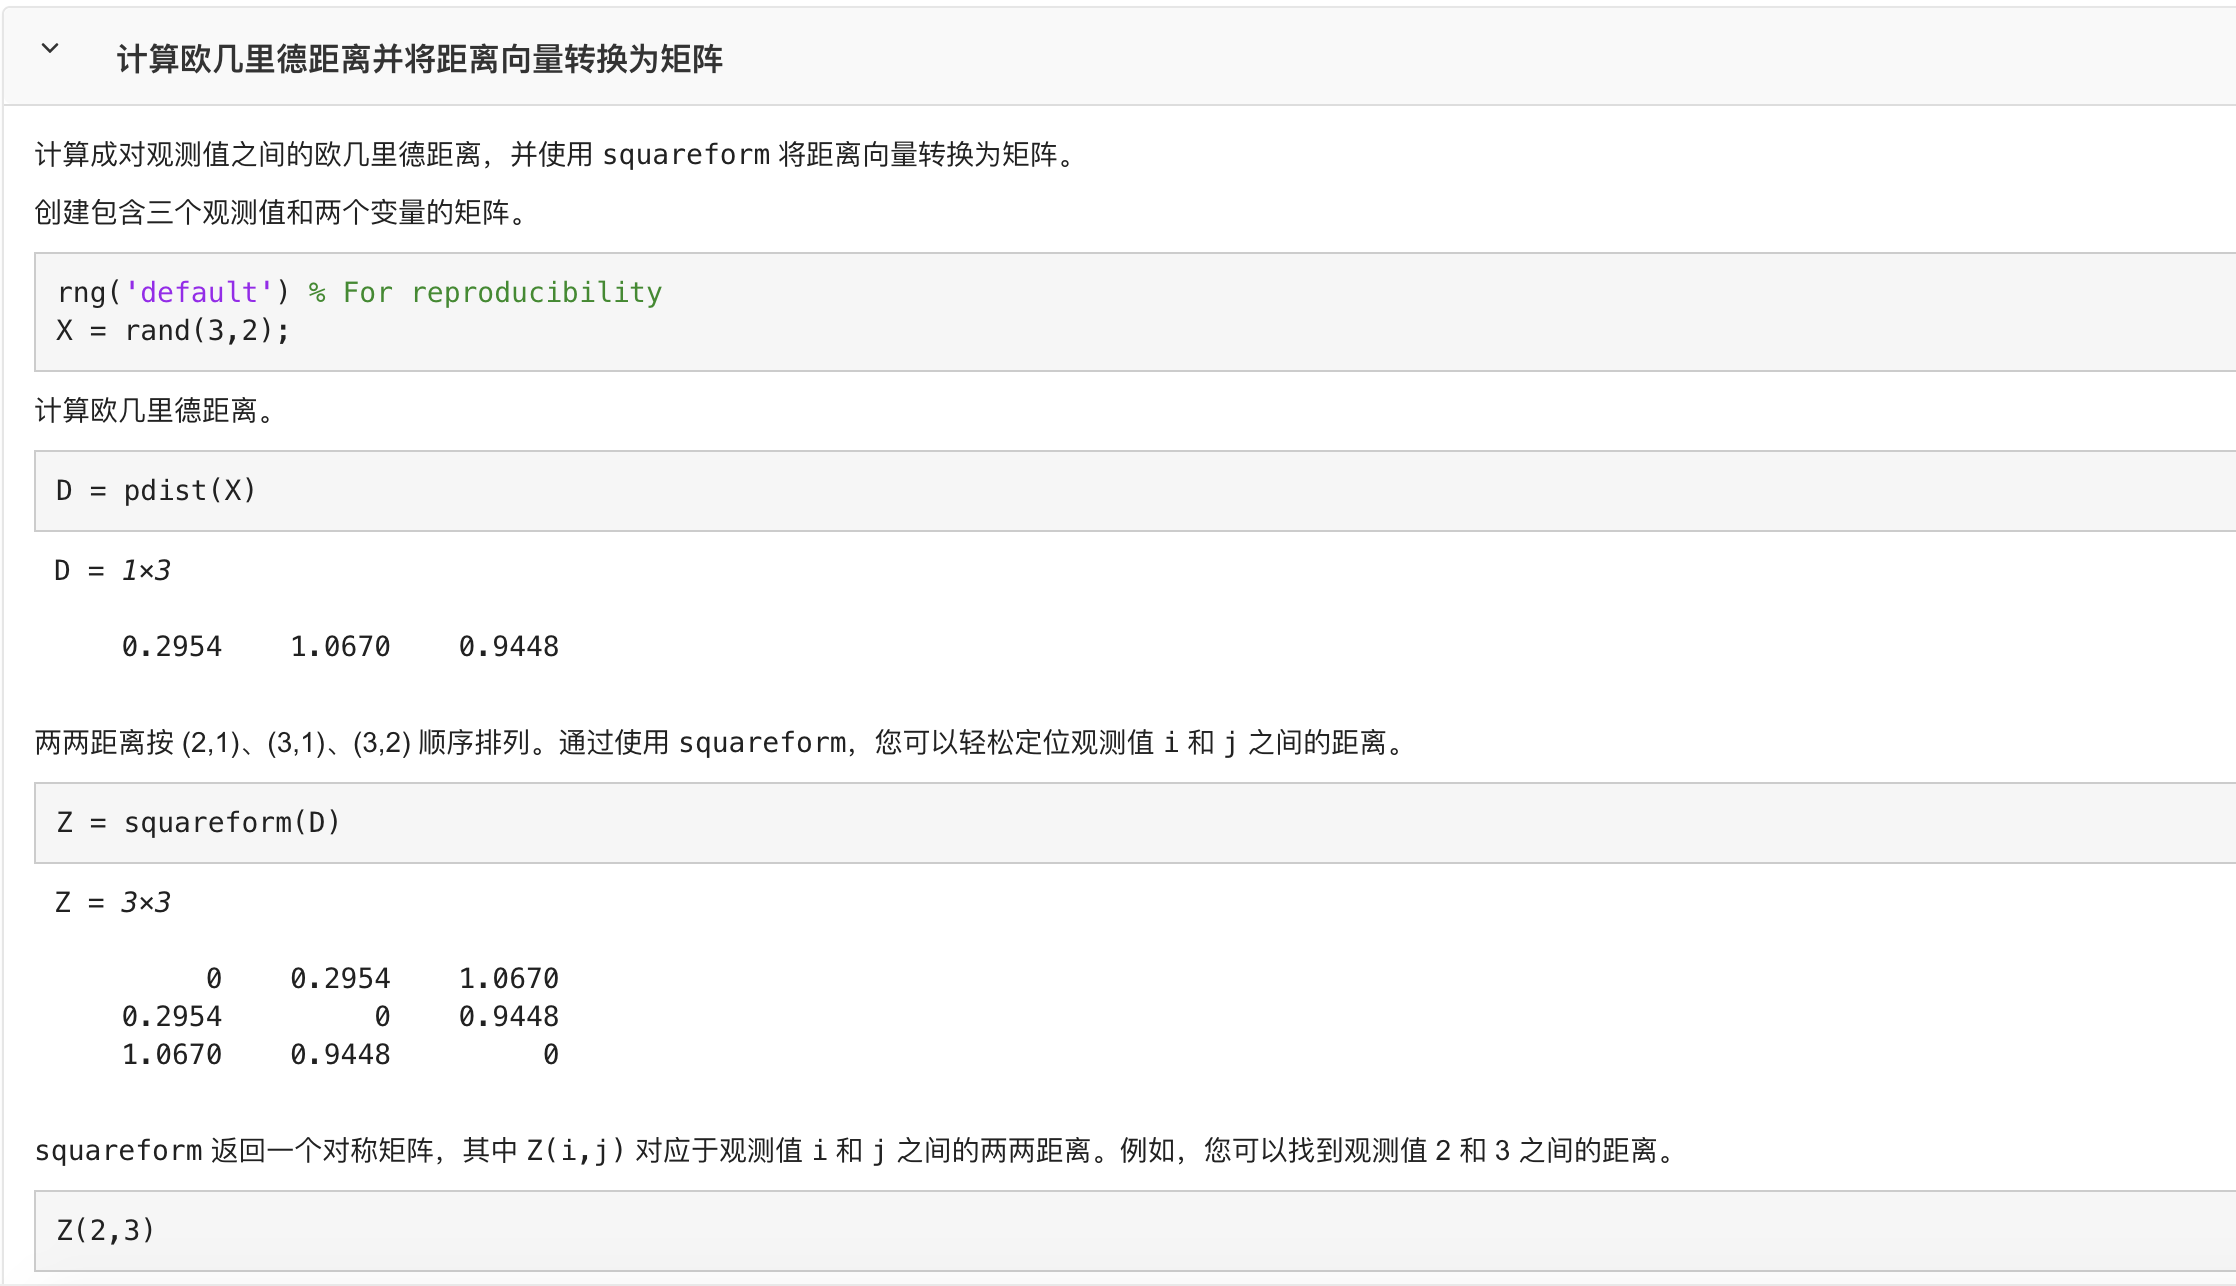 计算欧几里德距离并将距离向量转换为矩阵
计算成对观测值之间的欧几里德距离，并使用 squareform 将距离向量转换为矩阵。
创建包含三个观测值和两个变量的矩阵。
rng('default') % For reproducibility
X = rand(3,2);
计算欧几里德距离。
D = pdist(X)
D = 1×3
0.2954    1.0670    0.9448
两两距离按 (2,1)、(3,1)、(3,2) 顺序排列。通过使用 squareform，您可以轻松定位观测值 i 和 j 之间的距离。
Z = squareform(D)
Z = 3×3
0    0.2954    1.0670
0.2954    0    0.9448
1.0670    0.9448    0
squareform 返回一个对称矩阵，其中 Z(i,j) 对应于观测值 i 和 j 之间的两两距离。例如，您可以找到观测值 2 和 3 之间的距离。
Z(2,3)